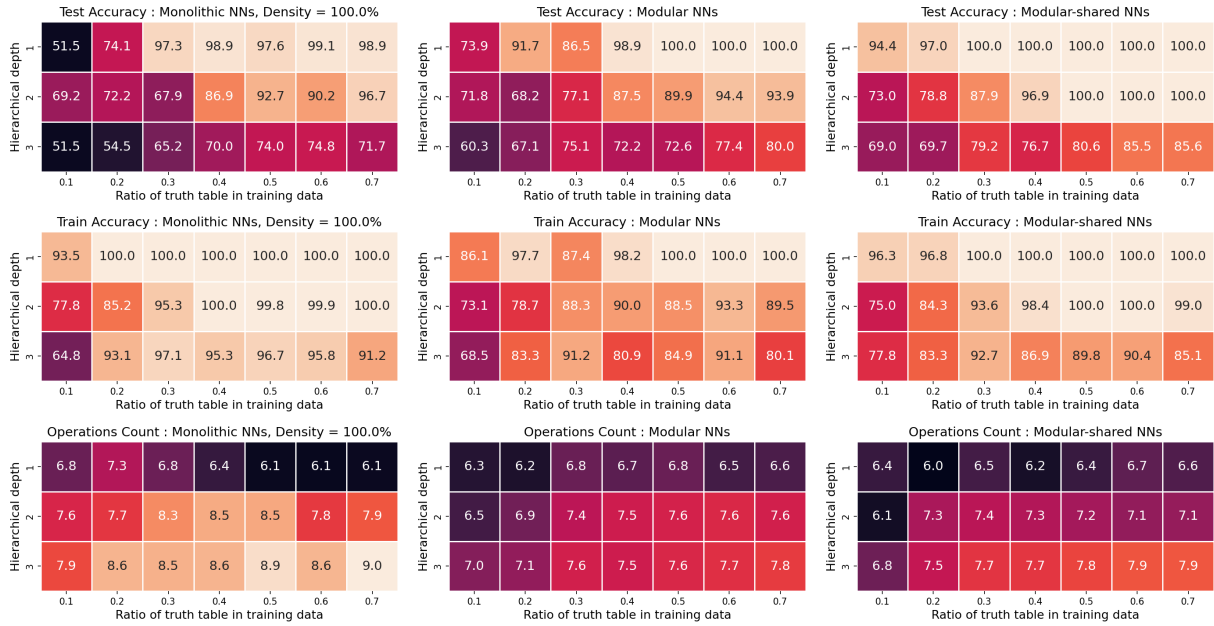 Test Accuracy : Monolithic NNs, Density = 100.0%
Hierarchical depth
1 51.5 74.1 97.3 98.9 97.6 99.1 98.9
2 69.2 72.2 67.9 86.9 92.7 90.2 96.7
3 51.5 54.5 65.2 70.0 74.0 74.8 71.7
0.1 0.2 0.3 0.4 0.5 0.6 0.7
Ratio of truth table in training data
Test Accuracy : Modular NNs
Hierarchical depth
1 73.9 91.7 86.5 98.9 100.0 100.0 100.0
2 71.8 68.2 77.1 87.5 89.9 94.4 93.9
3 60.3 67.1 75.1 72.2 72.6 77.4 80.0
0.1 0.2 0.3 0.4 0.5 0.6 0.7
Ratio of truth table in training data
Test Accuracy : Modular-shared NNs
Hierarchical depth
1 94.4 97.0 100.0 100.0 100.0 100.0 100.0
2 73.0 78.8 87.9 96.9 100.0 100.0 100.0
3 69.0 69.7 79.2 76.7 80.6 85.5 85.6
0.1 0.2 0.3 0.4 0.5 0.6 0.7
Ratio of truth table in training data
Train Accuracy : Monolithic NNs, Density = 100.0%
Hierarchical depth
1 93.5 100.0 100.0 100.0 100.0 100.0 100.0
2 77.8 85.2 95.3 100.0 99.8 99.9 100.0
3 64.8 93.1 97.1 95.3 96.7 95.8 91.2
0.1 0.2 0.3 0.4 0.5 0.6 0.7
Ratio of truth table in training data
Train Accuracy : Modular NNs
Hierarchical depth
1 86.1 97.7 87.4 98.2 100.0 100.0 100.0
2 73.1 78.7 88.3 90.0 88.5 93.3 89.5
3 68.5 83.3 91.2 80.9 84.9 91.1 80.1
0.1 0.2 0.3 0.4 0.5 0.6 0.7
Ratio of truth table in training data
Train Accuracy : Modular-shared NNs
Hierarchical depth
1 96.3 96.8 100.0 100.0 100.0 100.0 100.0
2 75.0 84.3 93.6 98.4 100.0 100.0 99.0
3 77.8 83.3 92.7 86.9 89.8 90.4 85.1
0.1 0.2 0.3 0.4 0.5 0.6 0.7
Ratio of truth table in training data
Operations Count : Monolithic NNs, Density = 100.0%
Hierarchical depth
1 6.8 7.3 6.8 6.4 6.1 6.1 6.1
2 7.6 7.7 8.3 8.5 8.5 7.8 7.9
3 7.9 8.6 8.5 8.6 8.9 8.6 9.0
0.1 0.2 0.3 0.4 0.5 0.6 0.7
Ratio of truth table in training data
Operations Count : Modular NNs
Hierarchical depth
1 6.3 6.2 6.8 6.7 6.8 6.5 6.6
2 6.5 6.9 7.4 7.5 7.6 7.6 7.6
3 7.0 7.1 7.6 7.6 7.6 7.7 7.8
0.1 0.2 0.3 0.4 0.5 0.6 0.7
Ratio of truth table in training data
Operations Count : Modular-shared NNs
Hierarchical depth
1 6.4 6.0 6.5 6.2 6.4 6.7 6.6
2 6.1 7.3 7.4 7.3 7.2 7.1 7.1
3 6.8 7.5 7.7 7.7 7.8 7.9 7.9
0.1 0.2 0.3 0.4 0.5 0.6 0.7
Ratio of truth table in training data